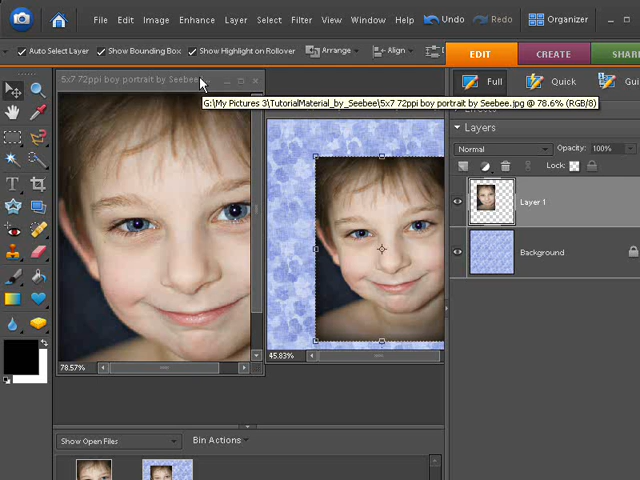 File Edit Image Enhance Layer Select Filter View Window Help Undo Redo Organizer
Auto Select Layer Show Bounding Box Show Highlight on Rollover Arrange Align
EDIT CREATE SHAR
5x7 72ppi boy portrait by Seebee
Full Quick Gui
G:\My Pictures 3\TutorialMaterial_by_Seebee\5x7 72ppi boy portrait by Seebee.jpg @ 78.6% (RGB/8)
Layers
Normal Opacity: 100%
Lock:
Layer 1
Background
45.83%
78.57%
Show Open Files Bin Actions